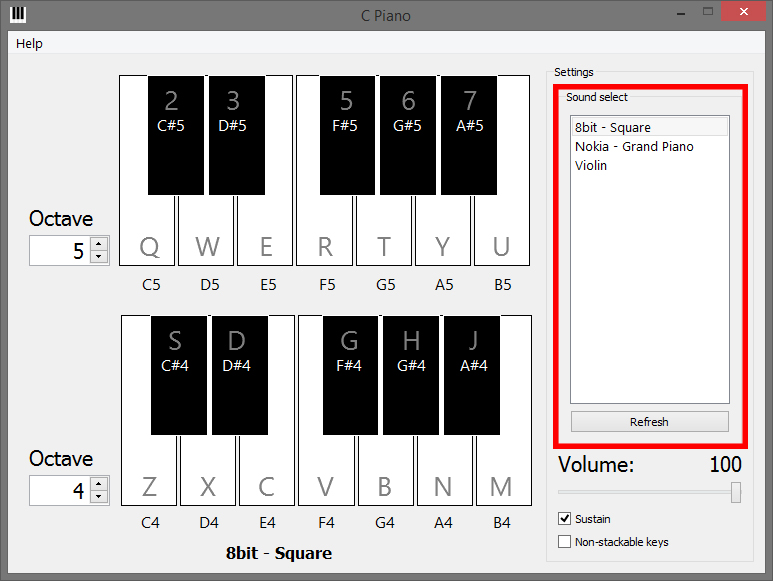 C Piano
Help
2 3 5 6 7
C#5 D#5 F#5 G#5 A#5
Octave
5
Q W E R T Y U
C5 D5 E5 F5 G5 A5 B5
S D G H J
C#4 D#4 F#4 G#4 A#4
Octave
4
Z X C V B N M
C4 D4 E4 F4 G4 A4 B4
8bit - Square
Settings
Sound select
8bit - Square
Nokia - Grand Piano
Violin
Refresh
Volume: 100
Sustain
Non-stackable keys